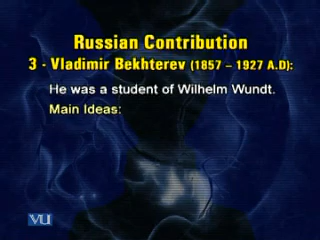 Russian Contribution
3 - Vladimir Bekhterev (1857 – 1927 A.D):
He was a student of Wilhelm Wundt.
Main Ideas:
VU